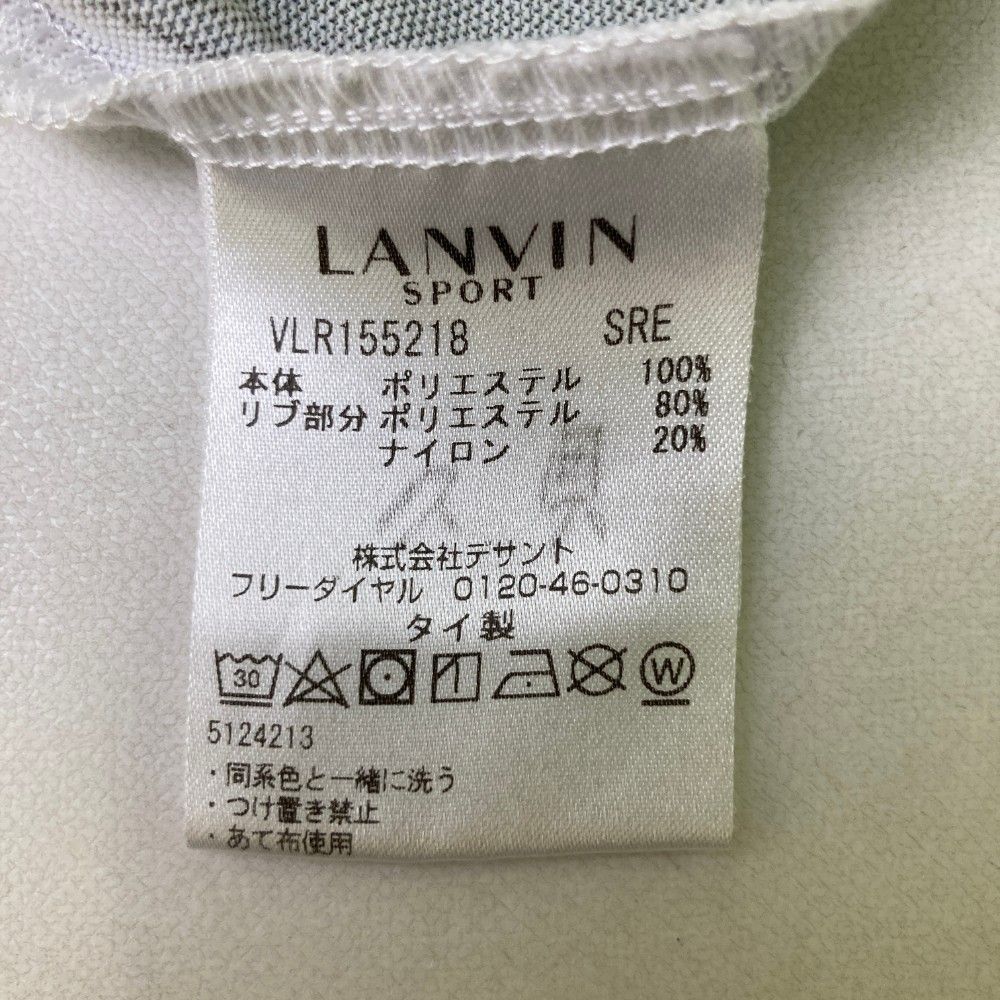 LANVIN
SPORT
VLR155218 SRE
本体 ポリエステル 100%
リブ部分 ポリエステル 80%
ナイロン 20%
久 貝
株式会社デサント
フリーダイヤル 0120-46-0310
タイ製
30 W
5124213
・同系色と一緒に洗う
・つけ置き禁止
・あて布使用